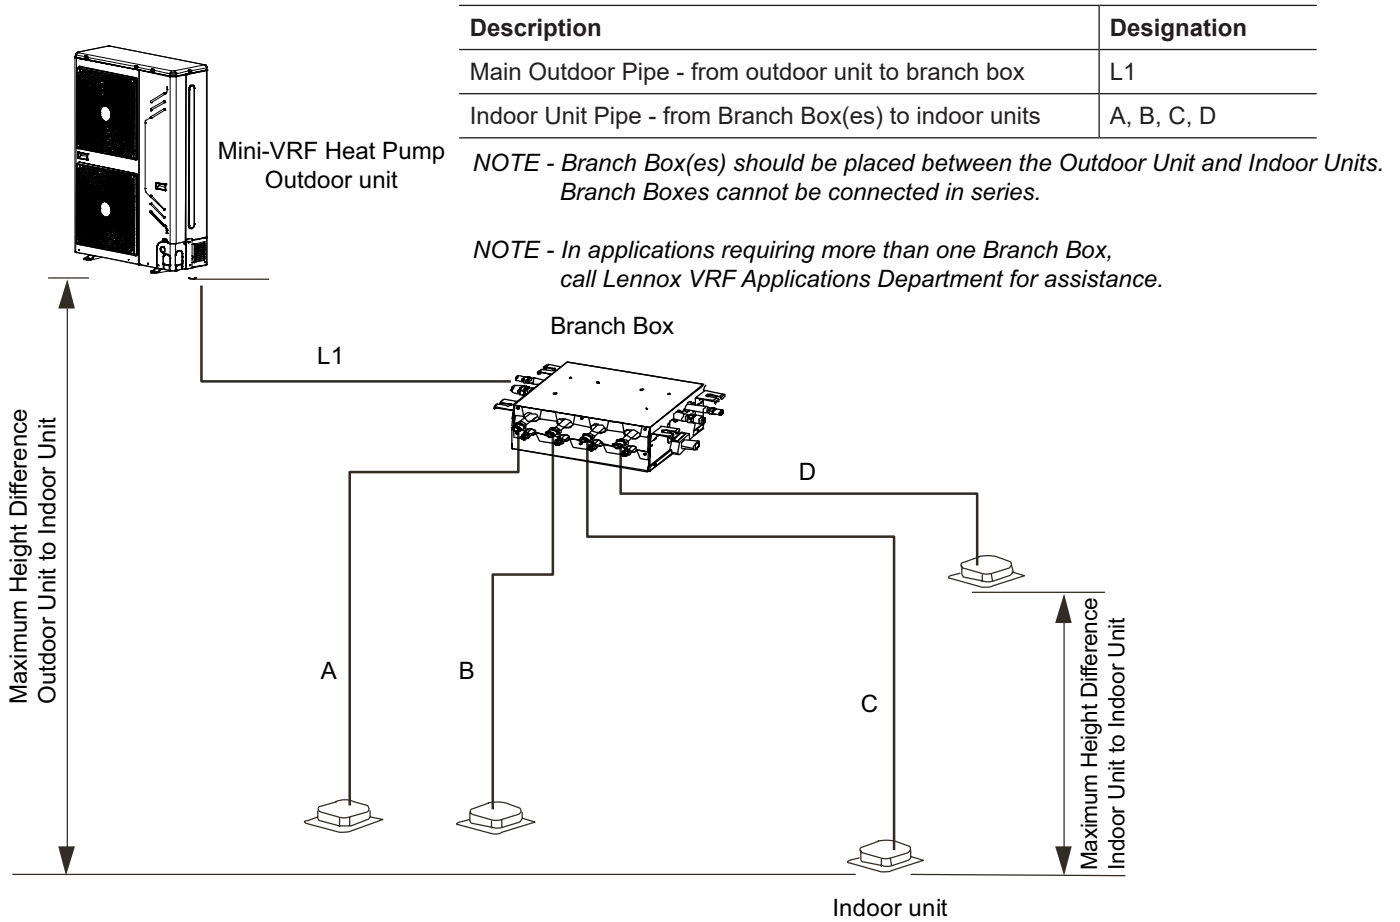 Description Designation
Main Outdoor Pipe - from outdoor unit to branch box L1
Indoor Unit Pipe - from Branch Box(es) to indoor units A, B, C, D
Mini-VRF Heat Pump
Outdoor unit
NOTE - Branch Box(es) should be placed between the Outdoor Unit and Indoor Units.
Branch Boxes cannot be connected in series.
NOTE - In applications requiring more than one Branch Box,
call Lennox VRF Applications Department for assistance.
Branch Box
L1
Maximum Height Difference
Outdoor Unit to Indoor Unit
D
A
B
C
Maximum Height Difference
Indoor Unit to Indoor Unit
Indoor unit